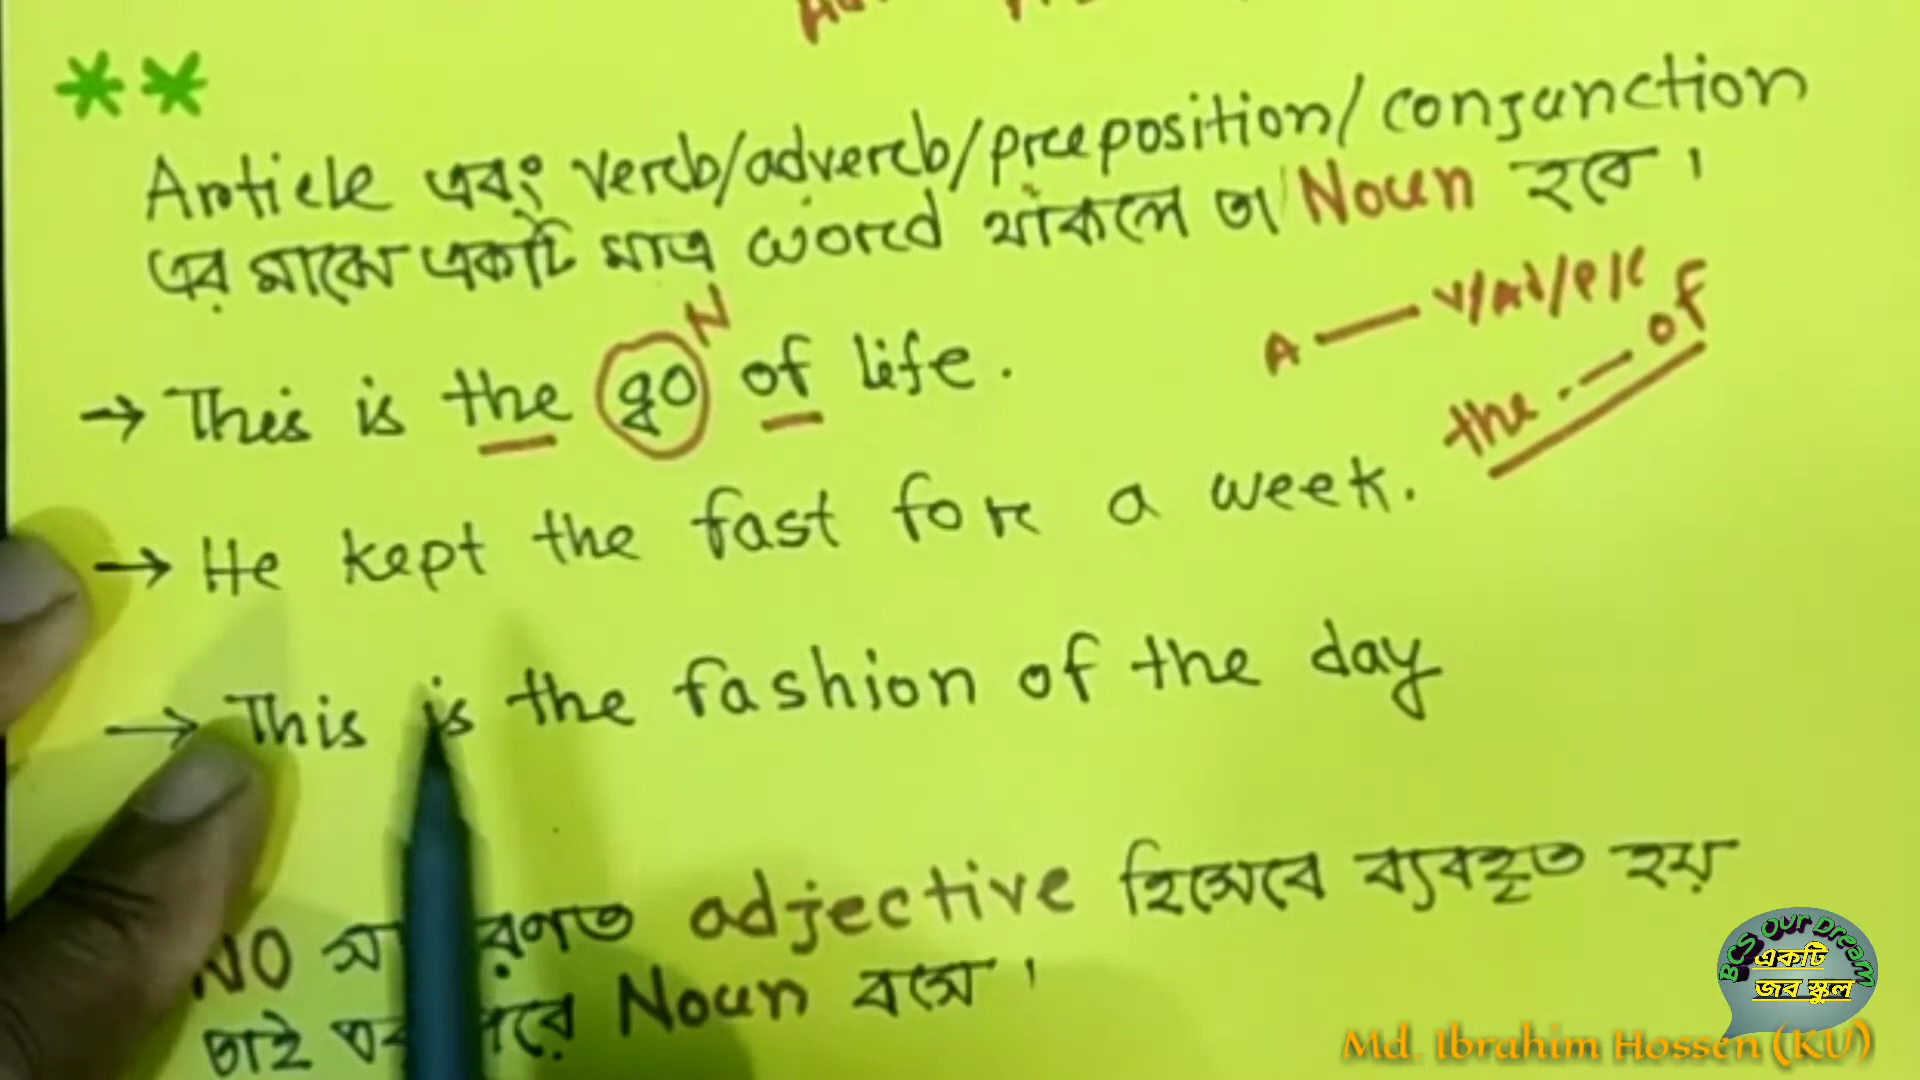 **
Article এবং verb/adverb/preposition/conjunction
এর মাঝে একটি মাত্র word থাকলে তা Noun হবে।
A — V/Ad/P/C
the --- of
N
→ This is the go of life.
→ He kept the fast for a week.
→ This is the fashion of the day
NO adjective হিসেবে ব্যবহৃত হয়
তাই Noun বসে।
BCS Our Dream
একটি
জব স্কুল
Md. Ibrahim Hossen (KU)